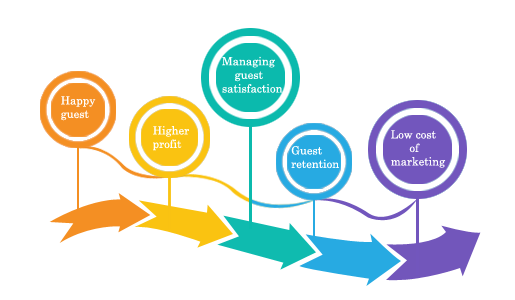 Happy
guest
Higher
profit
Managing
guest
satisfaction
Guest
retention
Low cost
of
marketing